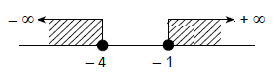 – ∞ + ∞
– 4 – 1